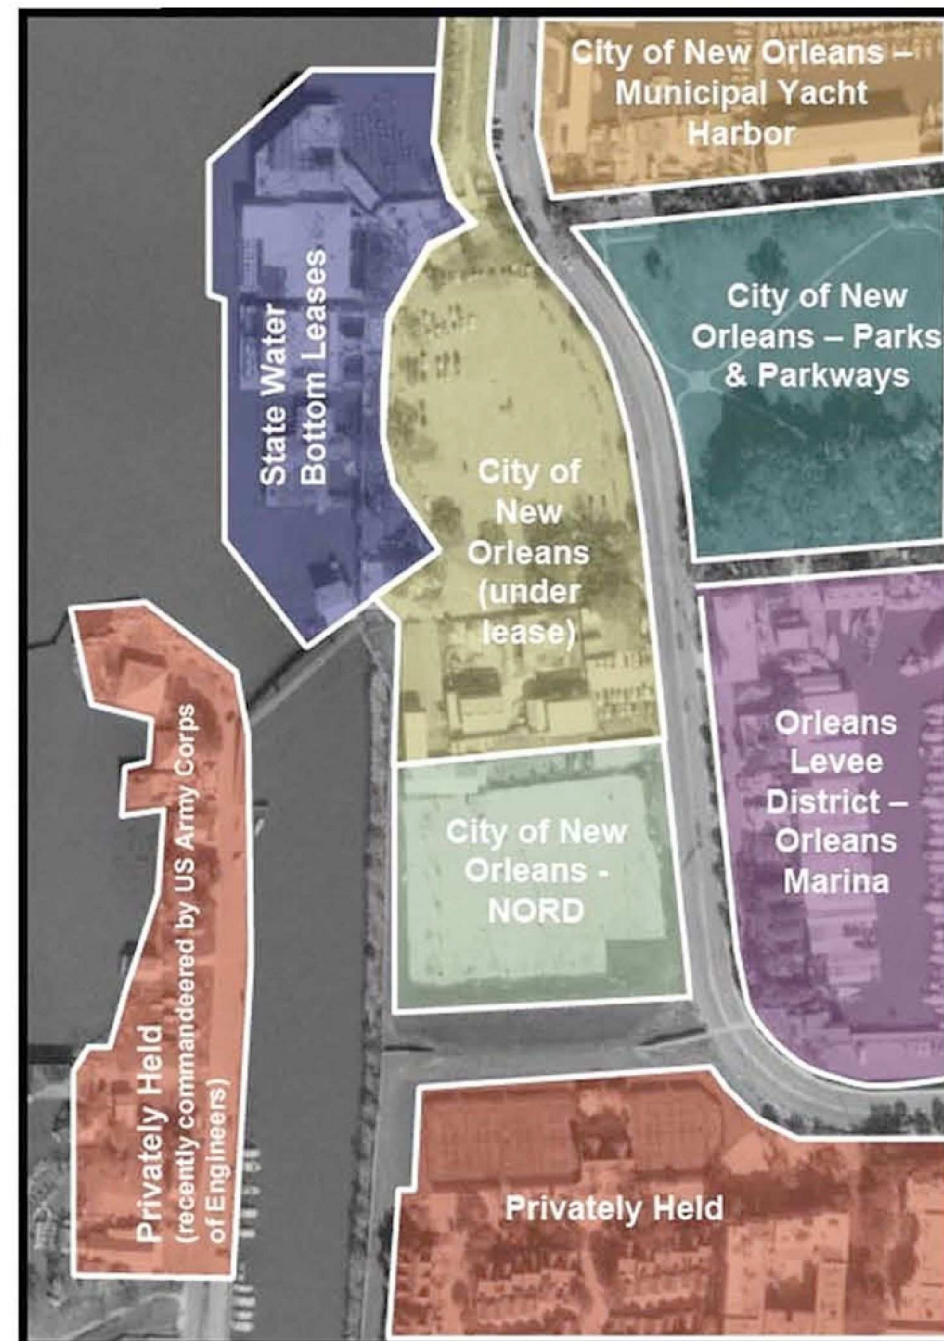 City of New Orleans –
Municipal Yacht
Harbor
City of New
Orleans – Parks
& Parkways
State Water
Bottom Leases
City of
New
Orleans
(under
lease)
Orleans
Levee
District –
Orleans
Marina
City of New
Orleans -
NORD
Privately Held
(recently commandeered by US Army Corps
of Engineers)
Privately Held